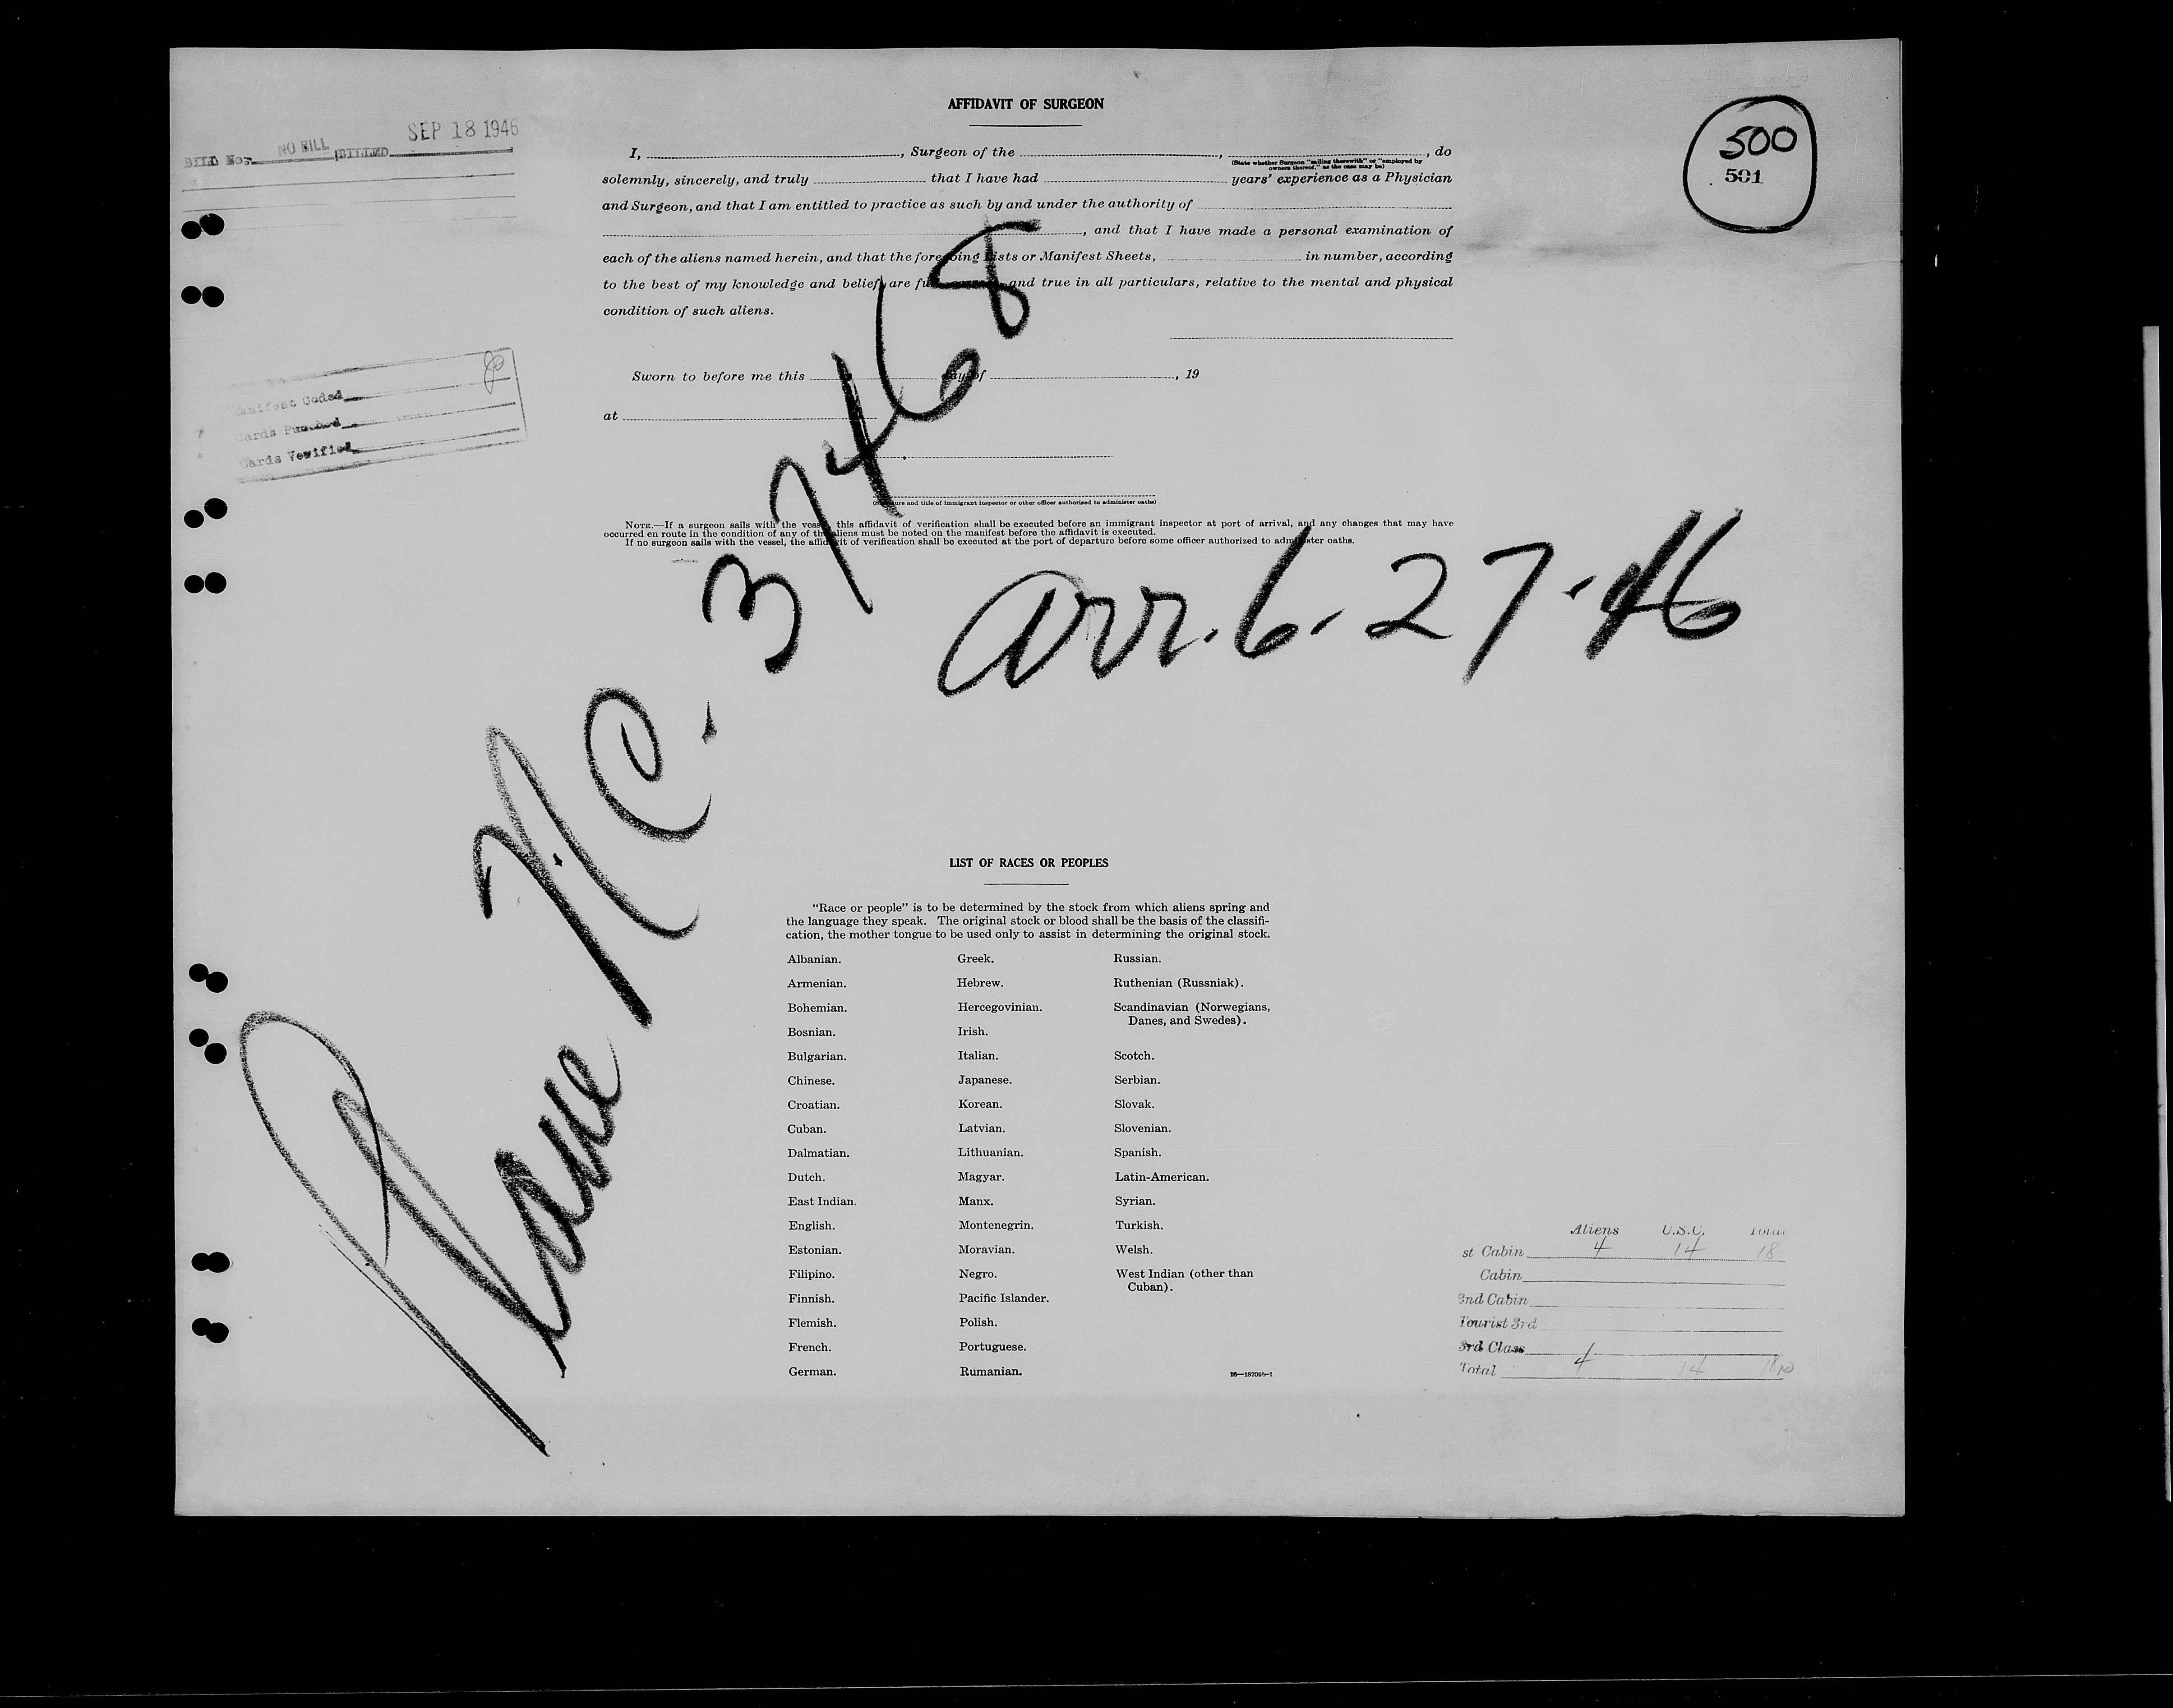 AFFIDAVIT OF SURGEON
BILL No. NO BILL BILLED SEP 18 1946
500
501
I, , Surgeon of the , , do
(State whether Surgeon "sailing therewith" or "employed by
owners thereof," as the case may be)
solemnly, sincerely, and truly that I have had years' experience as a Physician
and Surgeon, and that I am entitled to practice as such by and under the authority of
, and that I have made a personal examination of
each of the aliens named herein, and that the foregoing Lists or Manifest Sheets, in number, according
to the best of my knowledge and belief, are full and true in all particulars, relative to the mental and physical
condition of such aliens.
Manifest Coded
Cards Punched
Cards Verified
Sworn to before me this day of , 19
at
(Signature and title of immigrant inspector or other officer authorized to administer oaths)
NOTE.—If a surgeon sails with the vessel, this affidavit of verification shall be executed before an immigrant inspector at port of arrival, and any changes that may have
occurred en route in the condition of any of the aliens must be noted on the manifest before the affidavit is executed.
If no surgeon sails with the vessel, the affidavit of verification shall be executed at the port of departure before some officer authorized to administer oaths.
Plane NC. 37468
arr. 6-27-46
LIST OF RACES OR PEOPLES
"Race or people" is to be determined by the stock from which aliens spring and
the language they speak. The original stock or blood shall be the basis of the classifi-
cation, the mother tongue to be used only to assist in determining the original stock.
Albanian.
Armenian.
Bohemian.
Bosnian.
Bulgarian.
Chinese.
Croatian.
Cuban.
Dalmatian.
Dutch.
East Indian.
English.
Estonian.
Filipino.
Finnish.
Flemish.
French.
German.
Greek.
Hebrew.
Hercegovinian.
Irish.
Italian.
Japanese.
Korean.
Latvian.
Lithuanian.
Magyar.
Manx.
Montenegrin.
Moravian.
Negro.
Pacific Islander.
Polish.
Portuguese.
Rumanian.
Russian.
Ruthenian (Russniak).
Scandinavian (Norwegians,
Danes, and Swedes).
Scotch.
Serbian.
Slovak.
Slovenian.
Spanish.
Latin-American.
Syrian.
Turkish.
Welsh.
West Indian (other than
Cuban).
Aliens U.S.C. Total
st Cabin 4 14 18
Cabin
2nd Cabin
Tourist 3rd
3rd Class
Total 4 14